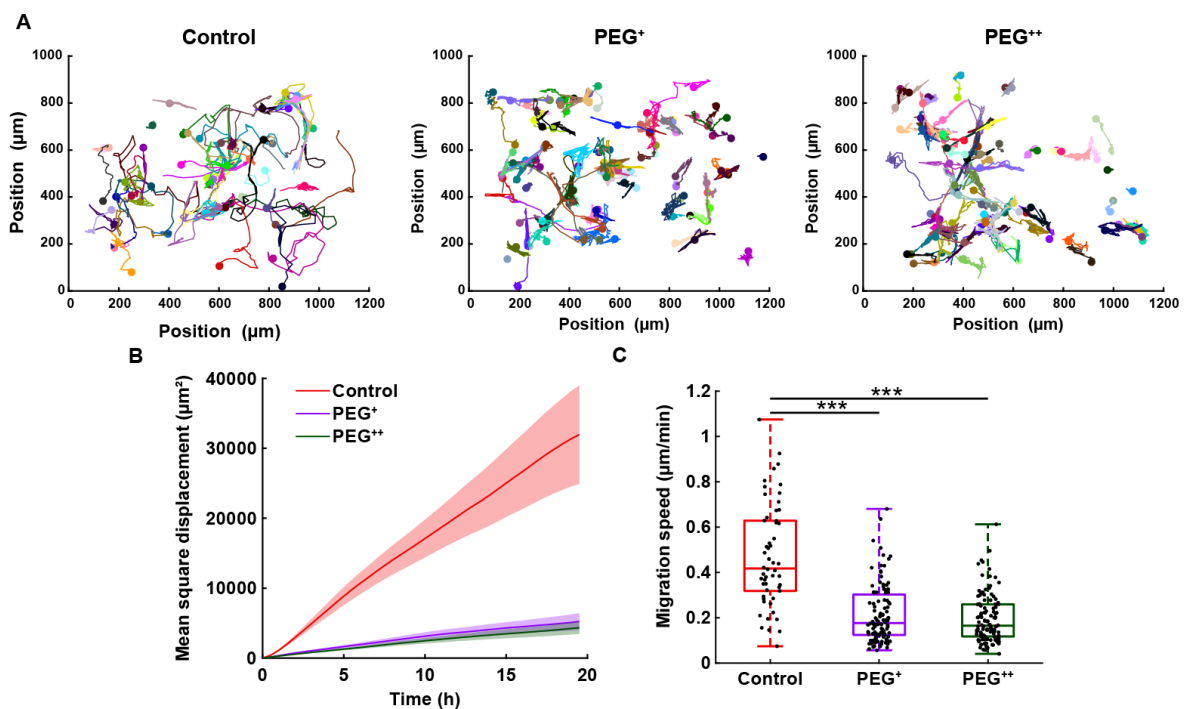 A
Control
PEG⁺
PEG⁺⁺
1000
800
600
400
200
0
Position (µm)
0 200 400 600 800 1000 1200
Position (µm)
1000
800
600
400
200
0
Position (µm)
0 200 400 600 800 1000 1200
Position (µm)
1000
800
600
400
200
0
Position (µm)
0 200 400 600 800 1000 1200
Position (µm)
B
Mean square displacement (µm²)
40000
30000
20000
10000
0
Control
PEG⁺
PEG⁺⁺
0 5 10 15 20
Time (h)
C
Migration speed (µm/min)
1.2
1
0.8
0.6
0.4
0.2
0
***
***
Control PEG⁺ PEG⁺⁺